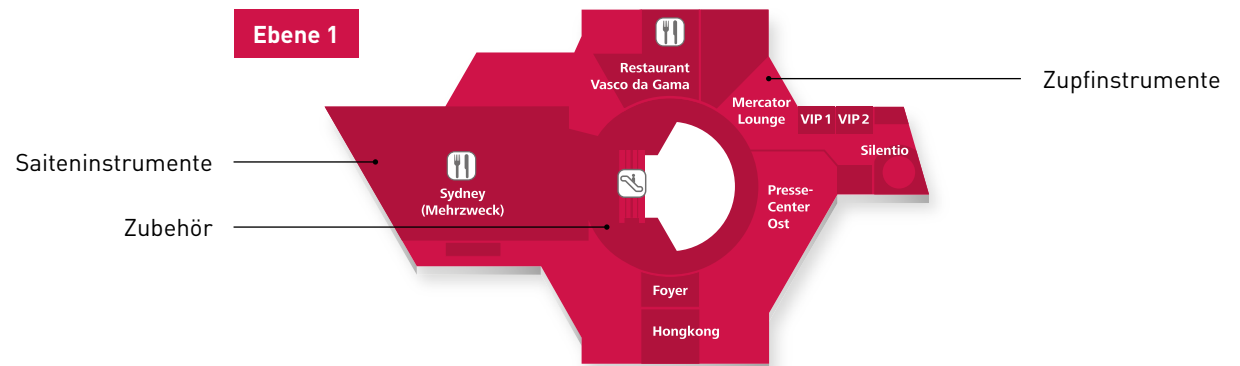 Ebene 1
Restaurant
Vasco da Gama
Zupfinstrumente
Mercator
Lounge
VIP 1
VIP 2
Silentio
Saiteninstrumente
Sydney
(Mehrzweck)
Presse-
Center
Ost
Zubehör
Foyer
Hongkong